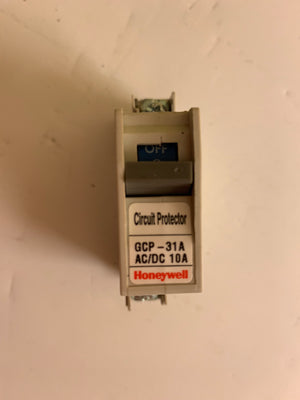 OFF
Circuit Protector
GCP-31A
AC/DC 10A
Honeywell